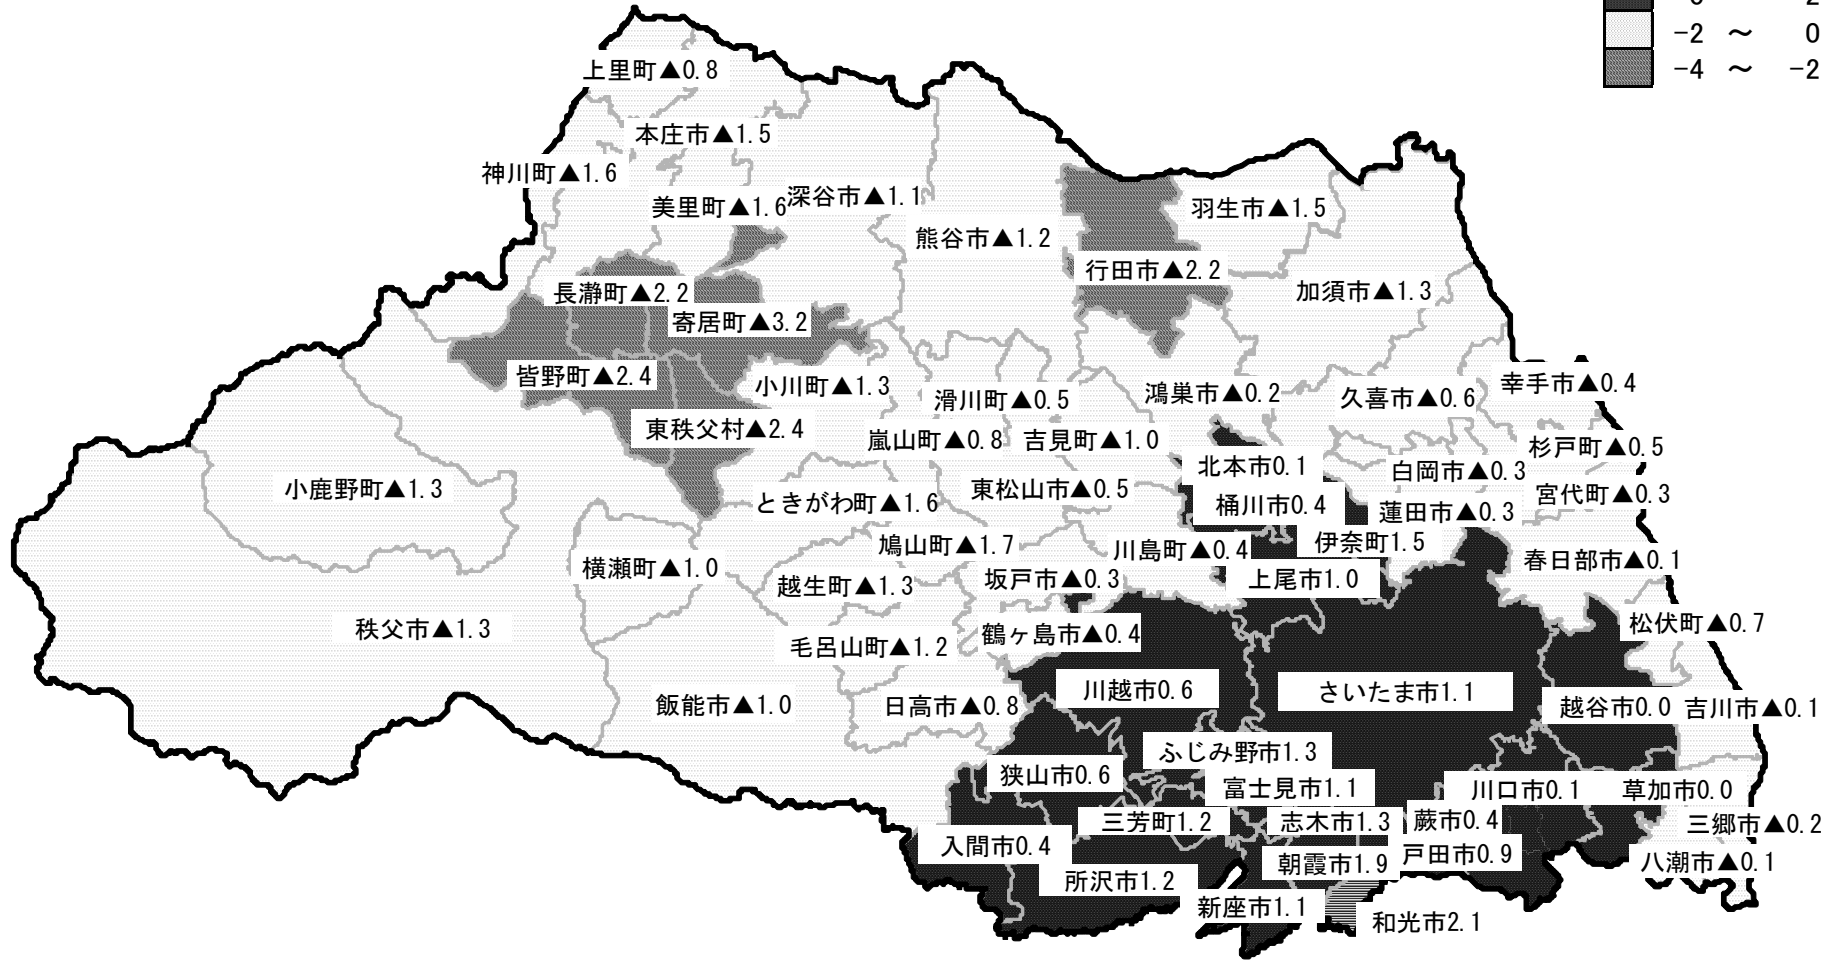 -2 ～ 0
-4 ～ -2
上里町▲0.8
本庄市▲1.5
神川町▲1.6
美里町▲1.6
深谷市▲1.1
熊谷市▲1.2
羽生市▲1.5
行田市▲2.2
加須市▲1.3
長瀞町▲2.2
寄居町▲3.2
皆野町▲2.4
小川町▲1.3
滑川町▲0.5
鴻巣市▲0.2
久喜市▲0.6
幸手市▲0.4
東秩父村▲2.4
嵐山町▲0.8
吉見町▲1.0
杉戸町▲0.5
北本市0.1
白岡市▲0.3
小鹿野町▲1.3
ときがわ町▲1.6
東松山市▲0.5
桶川市0.4
蓮田市▲0.3
宮代町▲0.3
鳩山町▲1.7
川島町▲0.4
伊奈町1.5
春日部市▲0.1
横瀬町▲1.0
越生町▲1.3
坂戸市▲0.3
上尾市1.0
秩父市▲1.3
毛呂山町▲1.2
鶴ヶ島市▲0.4
松伏町▲0.7
飯能市▲1.0
日高市▲0.8
川越市0.6
さいたま市1.1
越谷市0.0
吉川市▲0.1
ふじみ野市1.3
狭山市0.6
富士見市1.1
川口市0.1
草加市0.0
三芳町1.2
志木市1.3
蕨市0.4
三郷市▲0.2
入間市0.4
朝霞市1.9
戸田市0.9
八潮市▲0.1
所沢市1.2
新座市1.1
和光市2.1